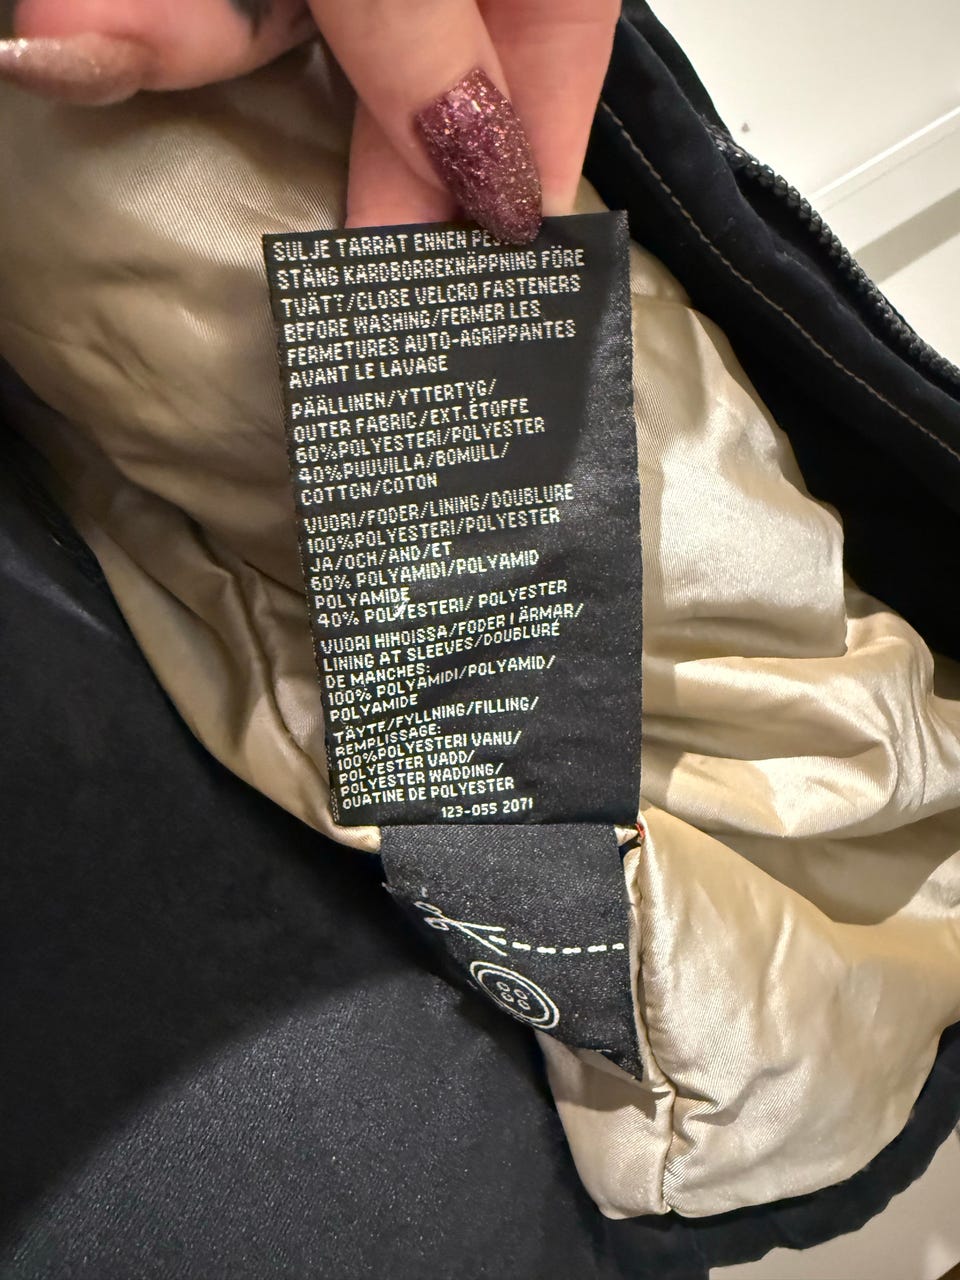 SULJE TARRAT ENNEN
STÄNG KARDBORREKNÄPPNING FÖRE
TVÄTT/CLOSE VELCRO FASTENERS
BEFORE WASHING/FERMER LES
FERMETURES AUTO-AGRIPPANTES
AVANT LE LAVAGE
PÄÄLLINEN/YTTERTYG/
OUTER FABRIC/EXT.ÉTOFFE
60%POLYESTERI/POLYESTER
40%PUUVILLA/BOMULL/
COTTON/COTON
VUORI/FODER/LINING/DOUBLURE
100%POLYESTERI/POLYESTER
JA/OCH/AND/ET
60% POLYAMIDI/POLYAMID
POLYAMIDE
40% POLYESTERI/ POLYESTER
VUORI HIHOISSA/FODER I ÄRMAR/
LINING AT SLEEVES/DOUBLURE
DE MANCHES:
100% POLYAMIDI/POLYAMID/
POLYAMIDE
TÄYTE/FYLLNING/FILLING/
REMPLISSAGE:
100%POLYESTERI VANU/
POLYESTER VADD/
POLYESTER WADDING/
OUATINE DE POLYESTER
123-055 2071